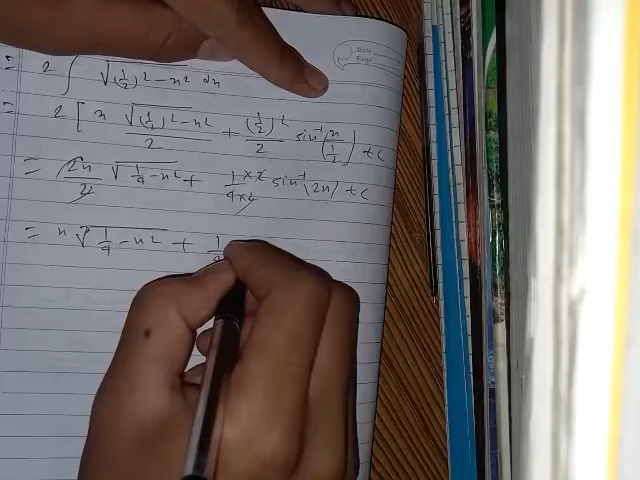 = 2 ∫ √(1/2)² - x² dx
= 2 [ x √(1/2)² - x² / 2 + (1/2)² / 2 sin⁻¹ (x / 1/2) + c
= 2x / 2 √1/4 - x² + 1 × 2 / 4 × 2 sin⁻¹ (2x) + c
= x √1/4 - x² + 1/4